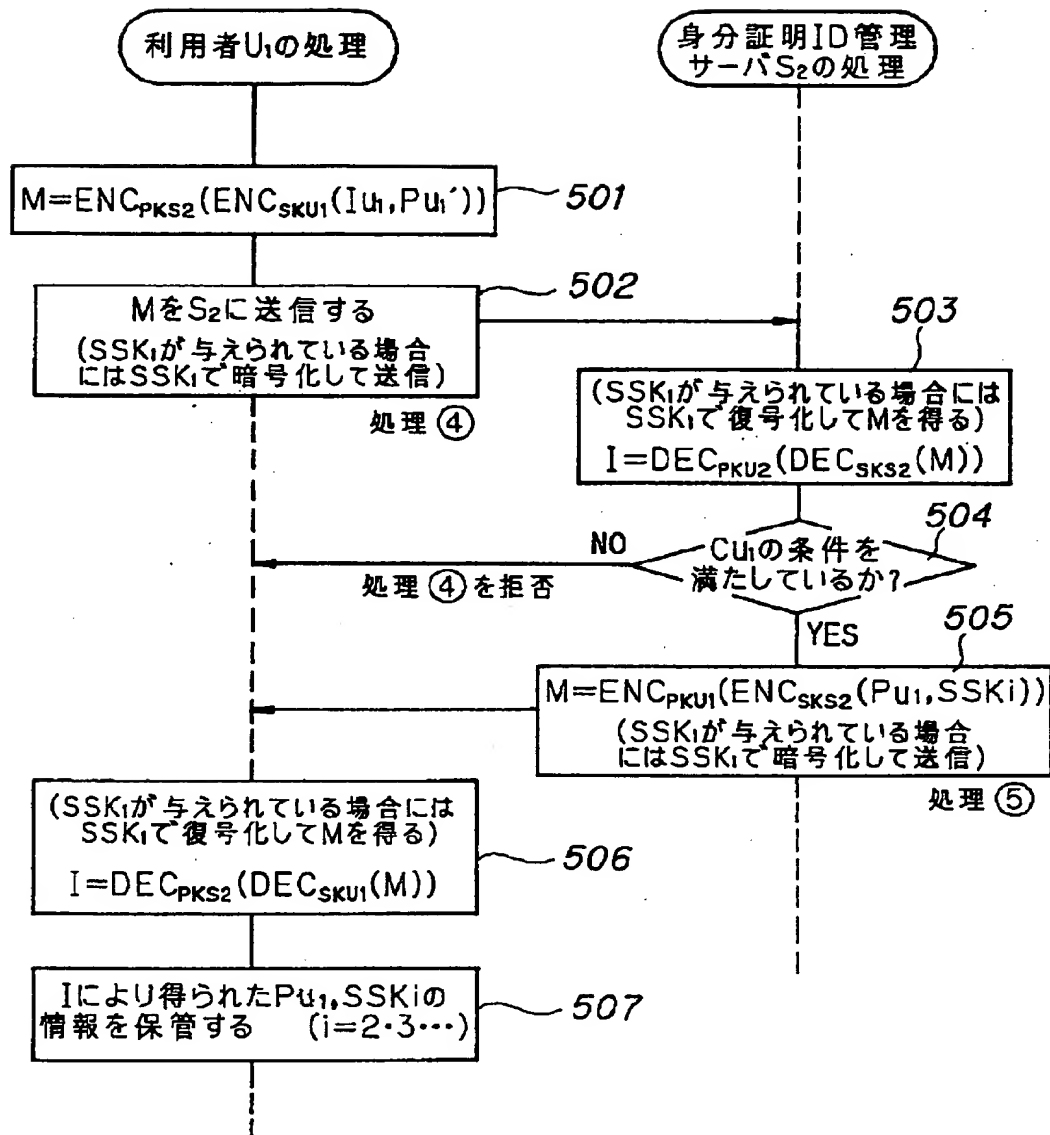 利用者U₁の処理
身分証明ID管理
サーバS₂の処理
M=ENC_PKS2(ENC_SKU1(Iu₁,Pu₁′))
501
MをS₂に送信する
(SSK₁が与えられている場合
にはSSK₁で暗号化して送信)
502
処理④
503
(SSK₁が与えられている場合には
SSK₁で復号化してMを得る)
I=DEC_PKU2(DEC_SKS2(M))
504
Cu₁の条件を
満たしているか?
NO
処理④を拒否
YES
505
M=ENC_PKU1(ENC_SKS2(Pu₁,SSKi))
(SSK₁が与えられている場合
にはSSK₁で暗号化して送信)
処理⑤
(SSK₁が与えられている場合には
SSK₁で復号化してMを得る)
I=DEC_PKS2(DEC_SKU1(M))
506
Iにより得られたPu₁,SSKiの
情報を保管する (i=2・3・・・)
507